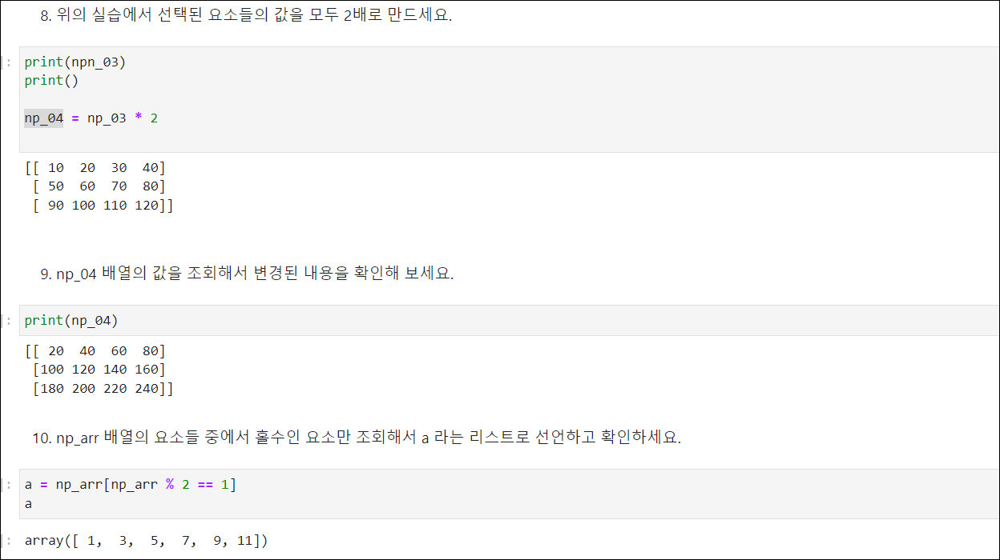 8. 위의 실습에서 선택된 요소들의 값을 모두 2배로 만드세요.
]: print(npn_03)
print()
np_04 = np_03 * 2
[[ 10  20  30  40]
 [ 50  60  70  80]
 [ 90 100 110 120]]
9. np_04 배열의 값을 조회해서 변경된 내용을 확인해 보세요.
]: print(np_04)
[[ 20  40  60  80]
 [100 120 140 160]
 [180 200 220 240]]
10. np_arr 배열의 요소들 중에서 홀수인 요소만 조회해서 a 라는 리스트로 선언하고 확인하세요.
]: a = np_arr[np_arr % 2 == 1]
a
]: array([ 1,  3,  5,  7,  9, 11])